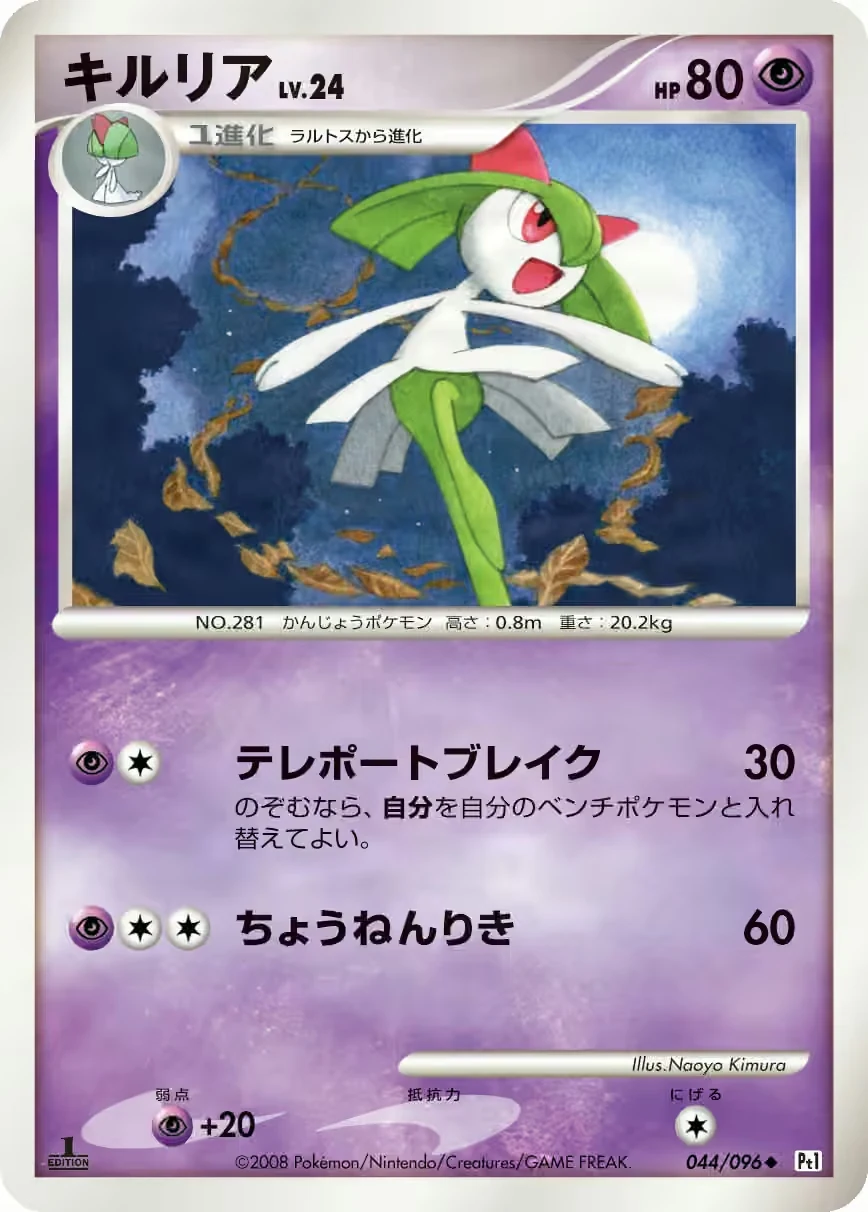 キルリア LV.24 HP 80
1進化 ラルトスから進化
NO.281 かんじょうポケモン 高さ：0.8m 重さ：20.2kg
テレポートブレイク 30
のぞむなら、自分を自分のベンチポケモンと入れ
替えてよい。
ちょうねんりき 60
Illus.Naoyo Kimura
弱点 抵抗力 にげる
+20
1 EDITION
©2008 Pokémon/Nintendo/Creatures/GAME FREAK. 044/096◆ Pt1